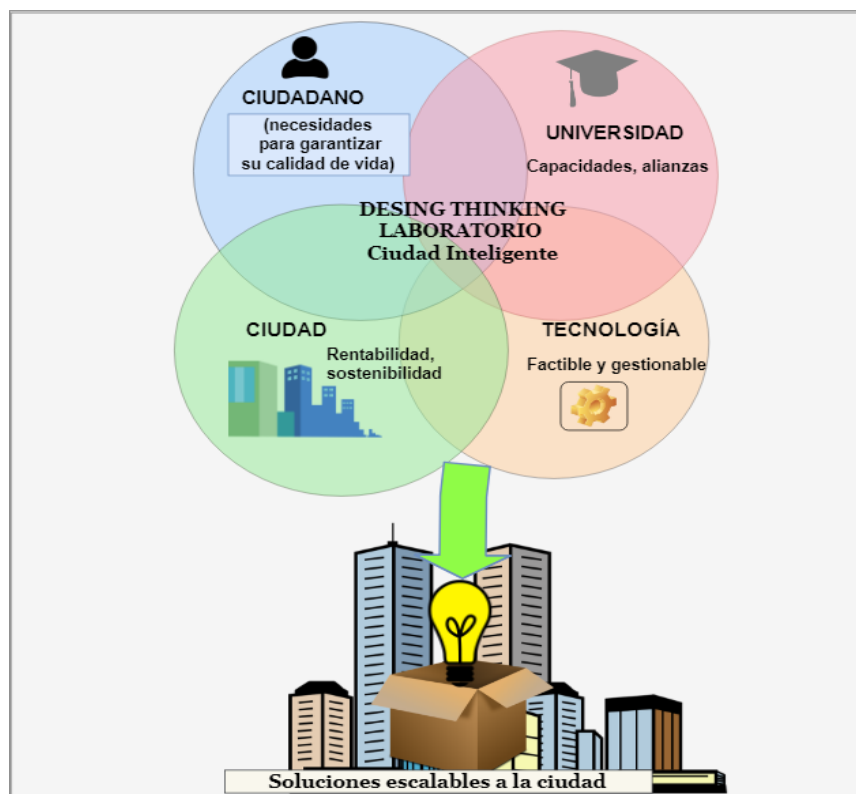 CIUDADANO
(necesidades
para garantizar
su calidad de vida)
UNIVERSIDAD
Capacidades, alianzas
DESING THINKING
LABORATORIO
Ciudad Inteligente
CIUDAD
Rentabilidad,
sostenibilidad
TECNOLOGÍA
Factible y gestionable
Soluciones escalables a la ciudad